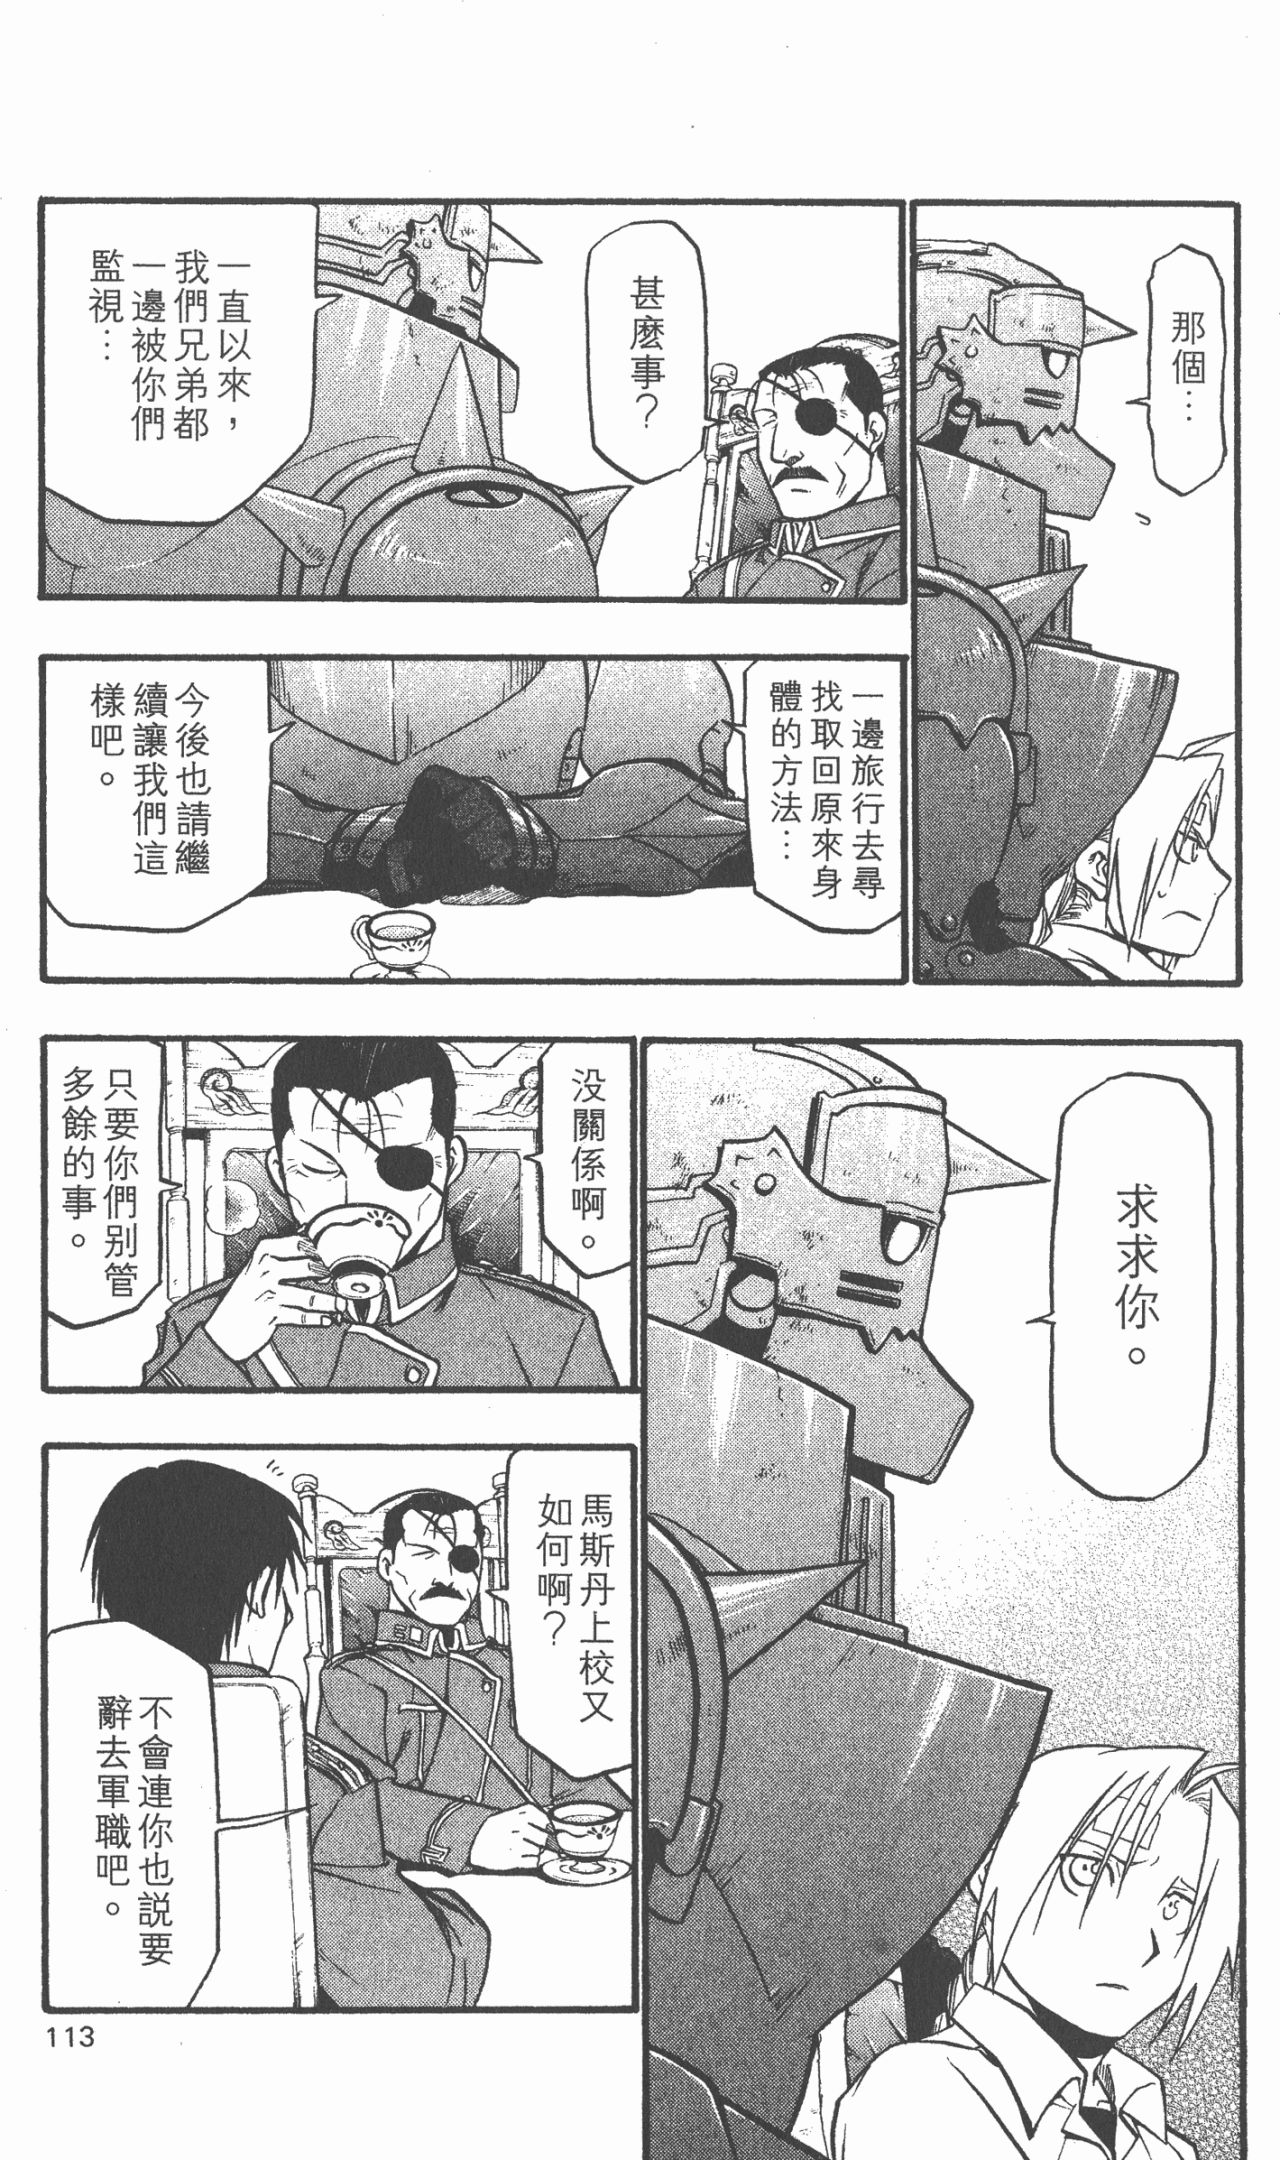 那個…
甚麼事？
一直以來，
我們兄弟都
一邊被你們
監視…
一邊旅行去尋
找取回原來身
體的方法…
今後也請繼
續讓我們這
樣吧。
求求你。
沒關係啊。
只要你們別管
多餘的事。
馬斯丹上校又
如何啊？
不會連你也說要
辭去軍職吧。
113